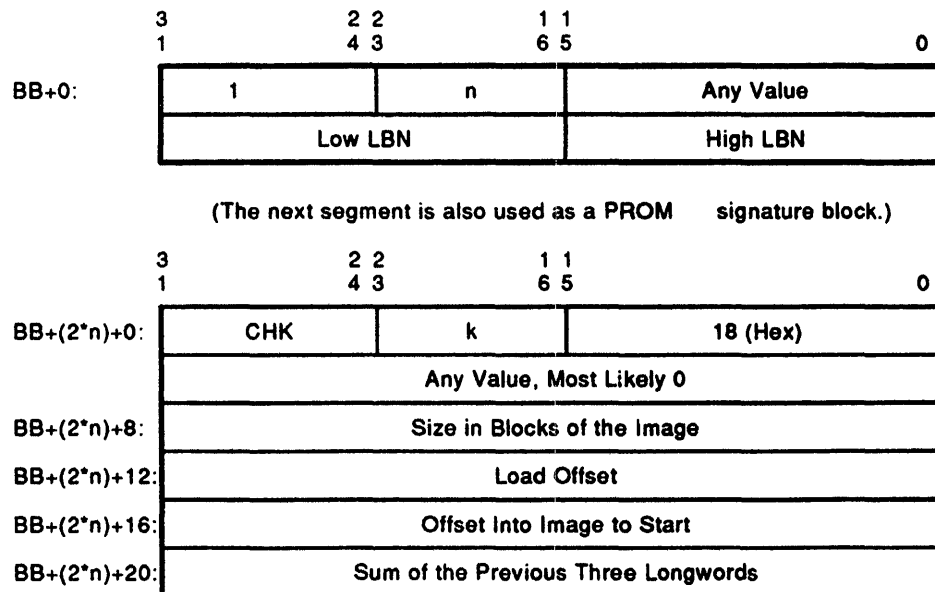 3 2 2 1 1
1 4 3 6 5 0
BB+0: 1 n Any Value
Low LBN High LBN
(The next segment is also used as a PROM signature block.)
3 2 2 1 1
1 4 3 6 5 0
BB+(2*n)+0: CHK k 18 (Hex)
Any Value, Most Likely 0
BB+(2*n)+8: Size in Blocks of the Image
BB+(2*n)+12: Load Offset
BB+(2*n)+16: Offset Into Image to Start
BB+(2*n)+20: Sum of the Previous Three Longwords